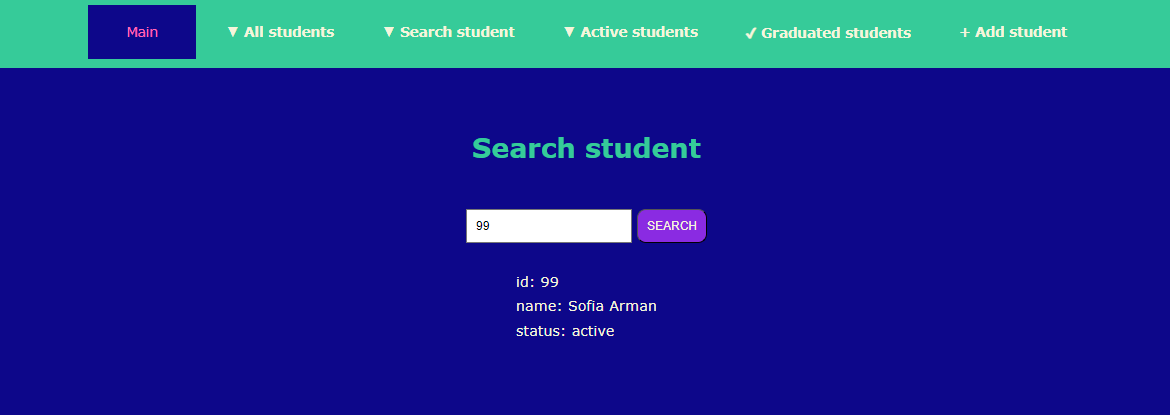 Main ▼ All students ▼ Search student ▼ Active students ✔ Graduated students + Add student
Search student
99 SEARCH
id: 99
name: Sofia Arman
status: active